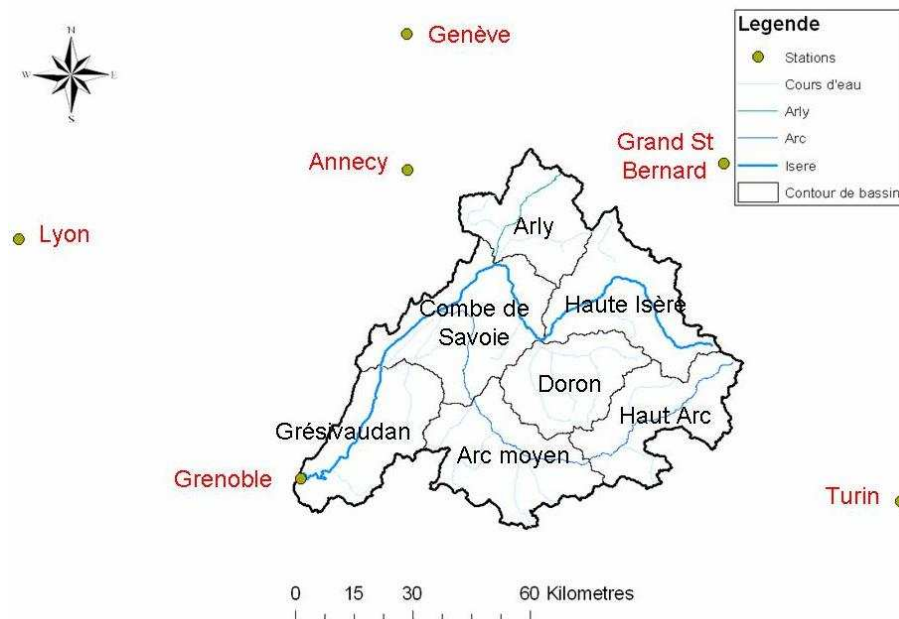 Genève
Legende
Stations
Cours d'eau
Arly
Arc
Isere
Contour de bassin
N
W
E
S
Annecy
Grand St
Bernard
Lyon
Arly
Combe de
Savoie
Haute Isère
Doron
Haut Arc
Grésivaudan
Arc moyen
Grenoble
Turin
0 15 30 60 Kilometres